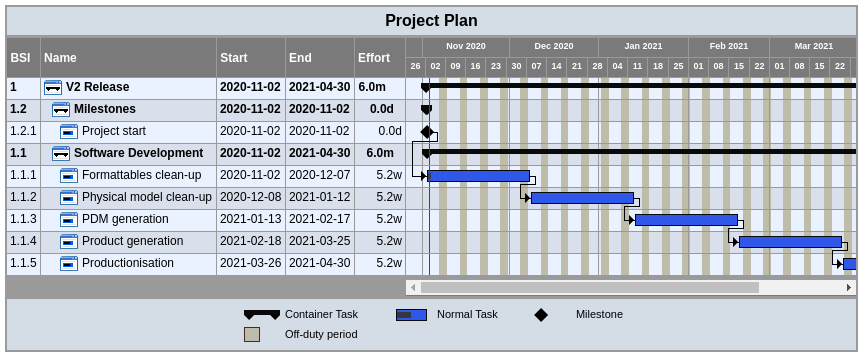 Project Plan
BSI Name Start End Effort Nov 2020 Dec 2020 Jan 2021 Feb 2021 Mar 2021
26 02 09 16 23 30 07 14 21 28 04 11 18 25 01 08 15 22 01 08 15 22
1 V2 Release 2020-11-02 2021-04-30 6.0m
1.2 Milestones 2020-11-02 2020-11-02 0.0d
1.2.1 Project start 2020-11-02 2020-11-02 0.0d
1.1 Software Development 2020-11-02 2021-04-30 6.0m
1.1.1 Formattables clean-up 2020-11-02 2020-12-07 5.2w
1.1.2 Physical model clean-up 2020-12-08 2021-01-12 5.2w
1.1.3 PDM generation 2021-01-13 2021-02-17 5.2w
1.1.4 Product generation 2021-02-18 2021-03-25 5.2w
1.1.5 Productionisation 2021-03-26 2021-04-30 5.2w
Container Task Normal Task Milestone
Off-duty period